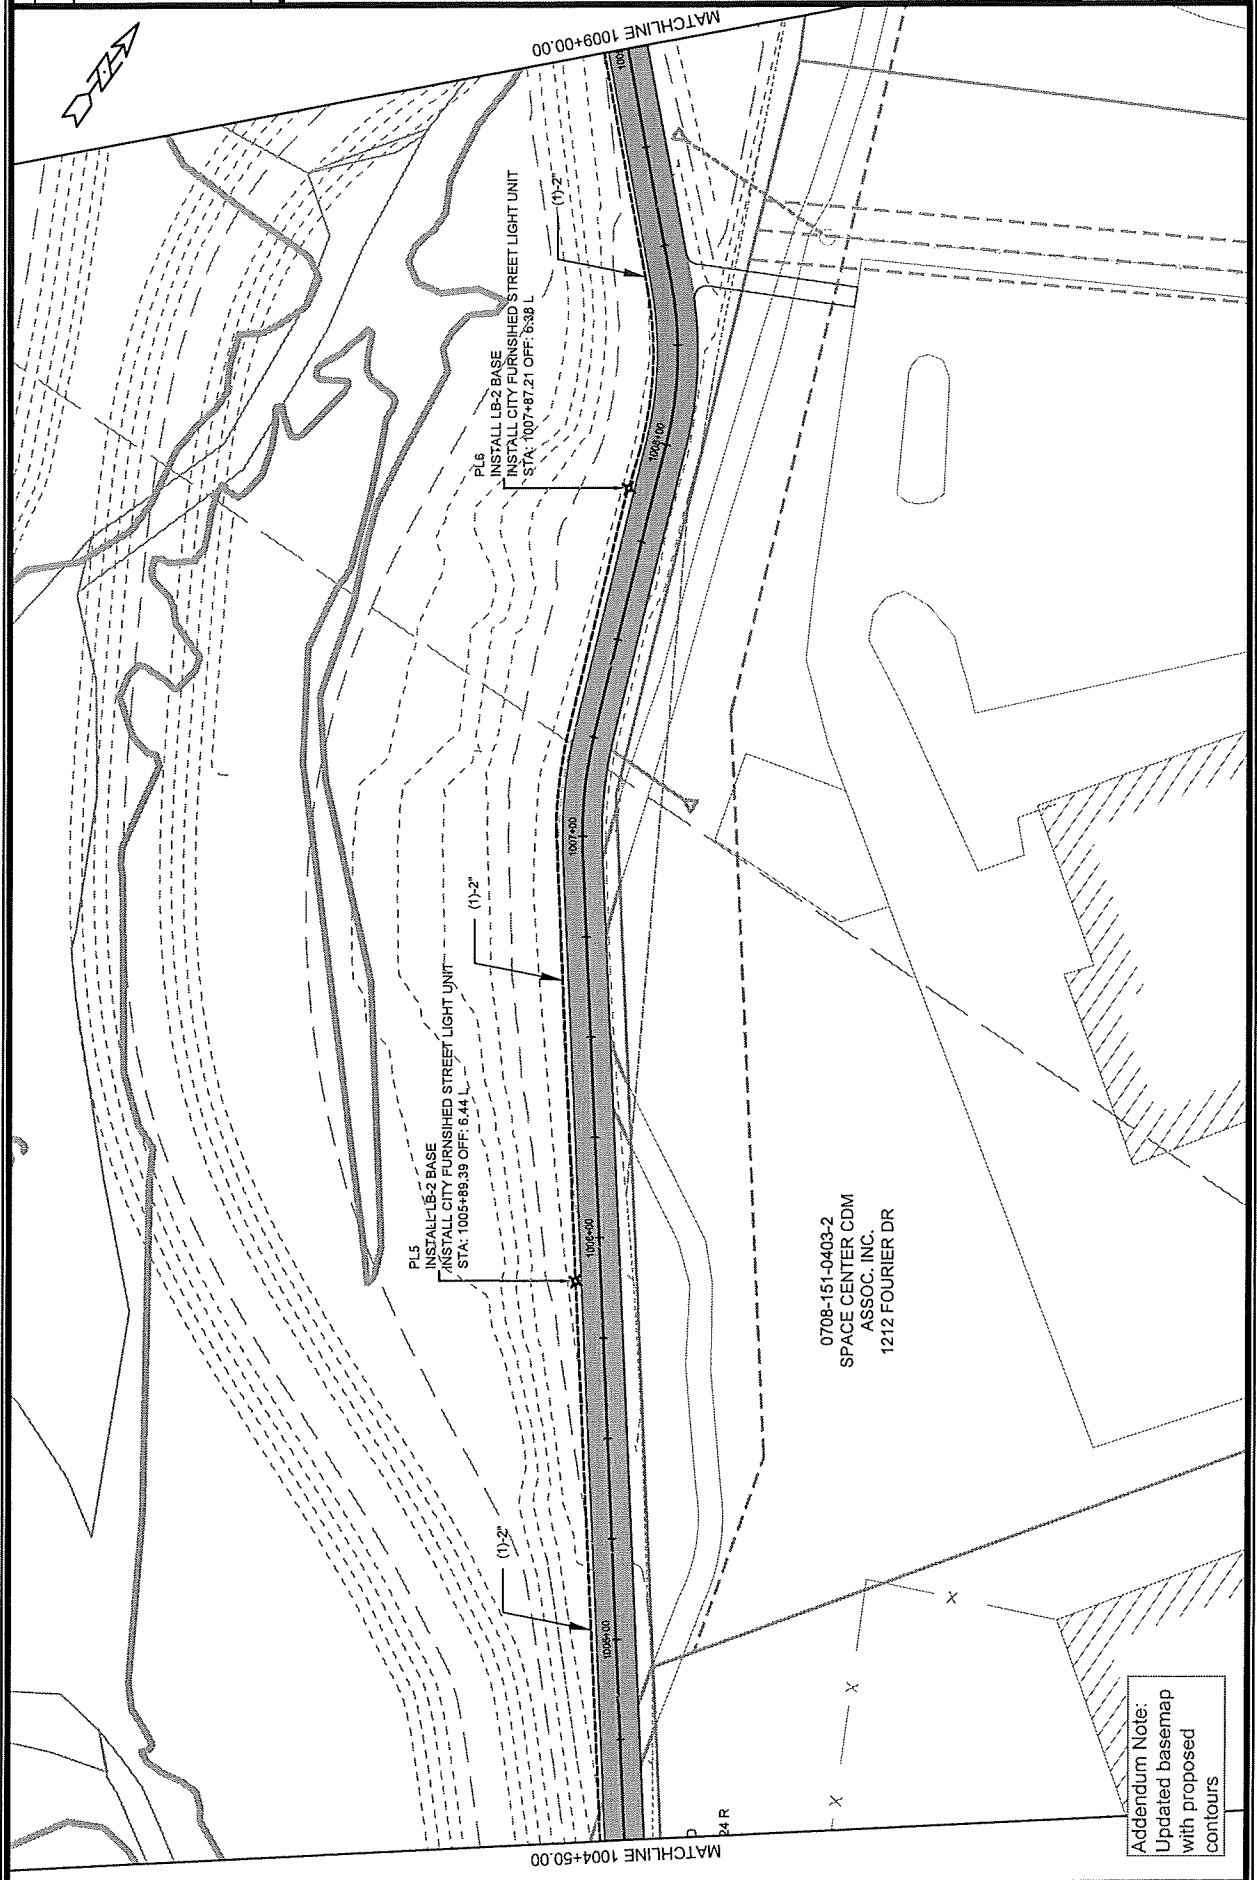 MATCHLINE 1009+00.00
PL6
INSTALL LB-2 BASE
INSTALL CITY FURNSIHED STREET LIGHT UNIT
STA: 1007+87.21 OFF: 6.38 L
(1)-2"
1008+00
1007+00
(1)-2"
PL5
INSTALL LB-2 BASE
INSTALL CITY FURNSIHED STREET LIGHT UNIT
STA: 1005+89.39 OFF: 6.44 L
1006+00
(1)-2"
1005+00
0708-151-0403-2
SPACE CENTER CDM
ASSOC. INC.
1212 FOURIER DR
X
X
X
24 R
MATCHLINE 1004+50.00
Addendum Note:
Updated basemap
with proposed
contours